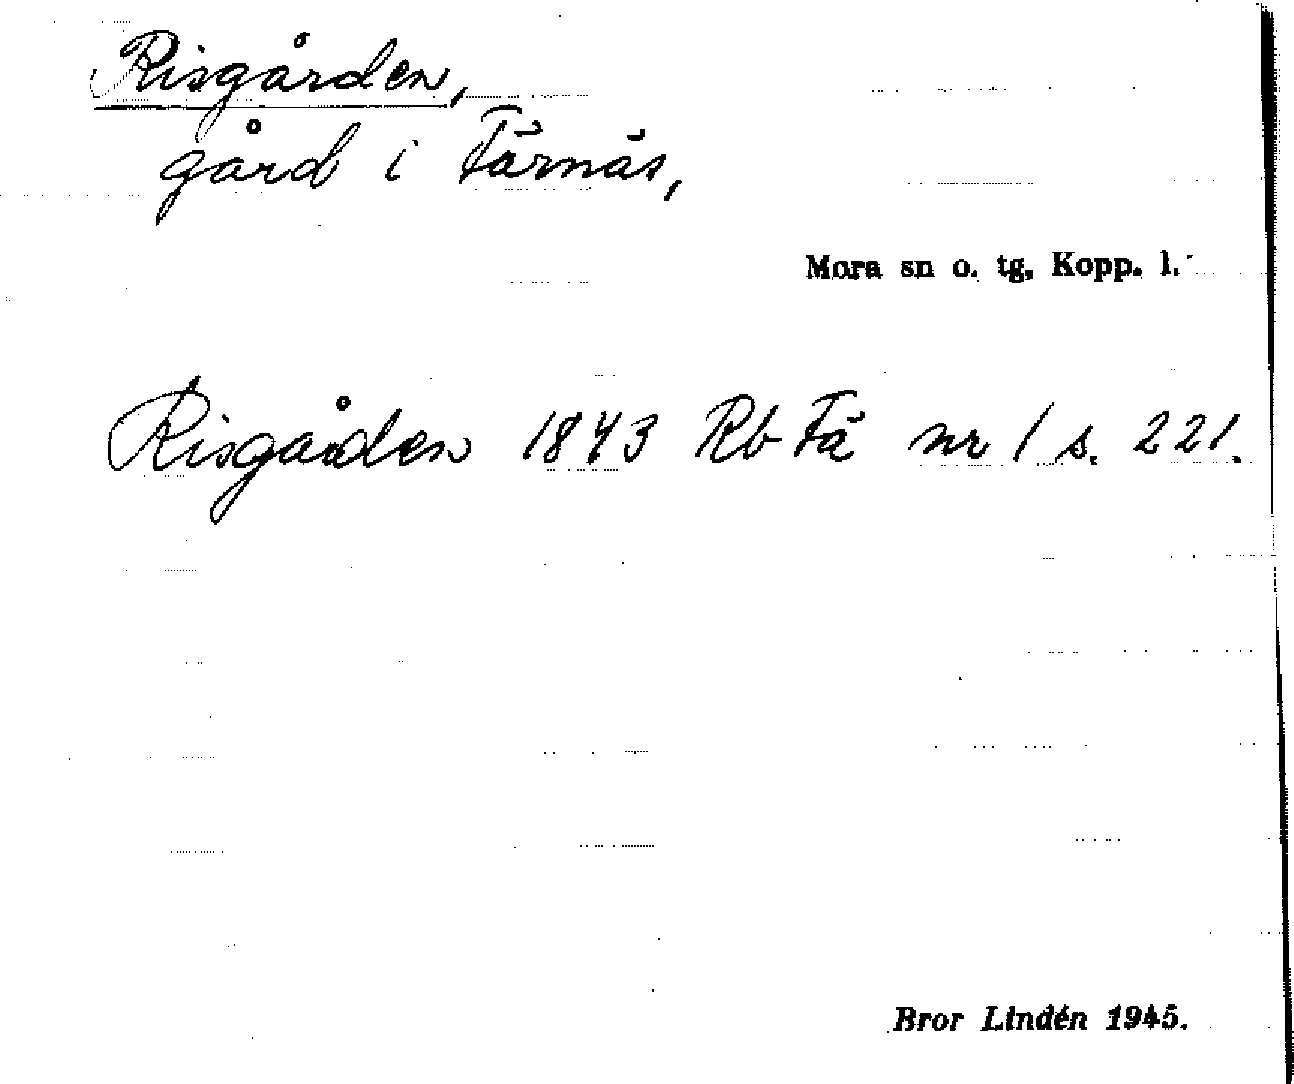 Risgården,
gård i Färnäs,
Mora sn o. tg, Kopp. l.
Risgården 1843 Rb Fä nr 1 s. 221.
Bror Lindén 1945.